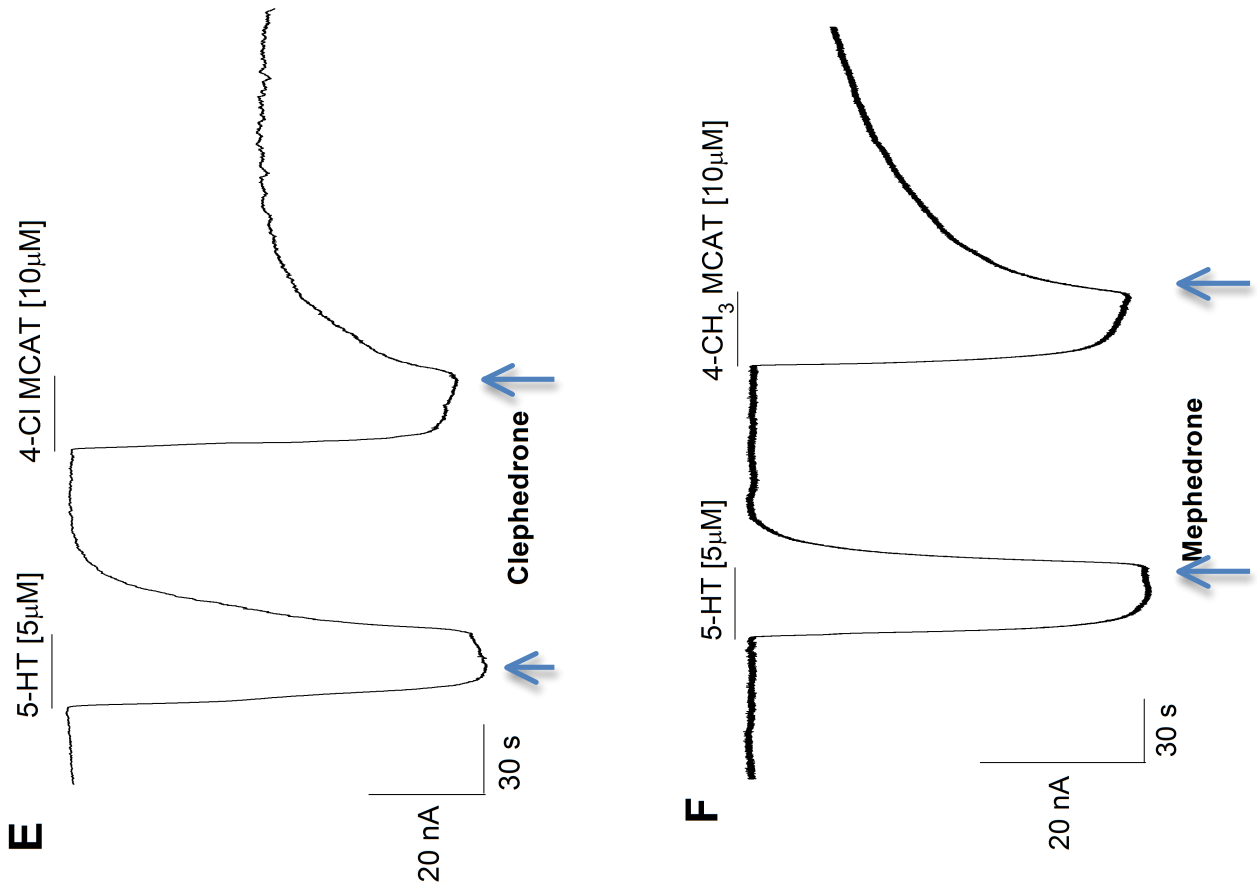 E
5-HT [5μM]
4-Cl MCAT [10μM]
Clephedrone
20 nA
30 s
F
5-HT [5μM]
4-CH3 MCAT [10μM]
Mephedrone
20 nA
30 s